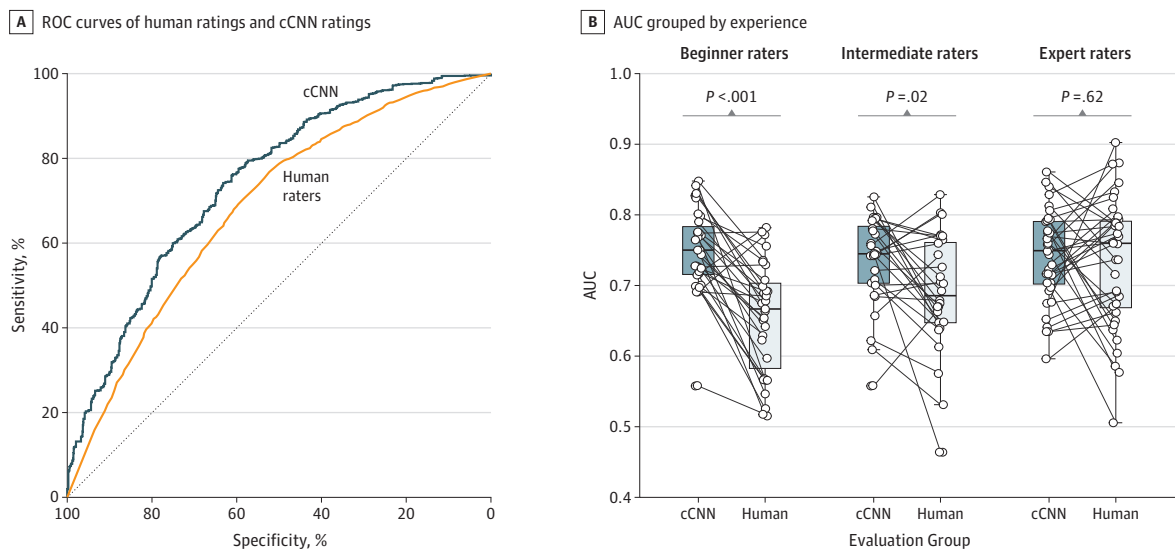 A ROC curves of human ratings and cCNN ratings
100
80
60
40
20
0
Sensitivity, %
cCNN
Human
raters
100 80 60 40 20 0
Specificity, %
B AUC grouped by experience
Beginner raters Intermediate raters Expert raters
P <.001 P =.02 P =.62
1.0
0.9
0.8
0.7
0.6
0.5
0.4
AUC
cCNN Human cCNN Human cCNN Human
Evaluation Group